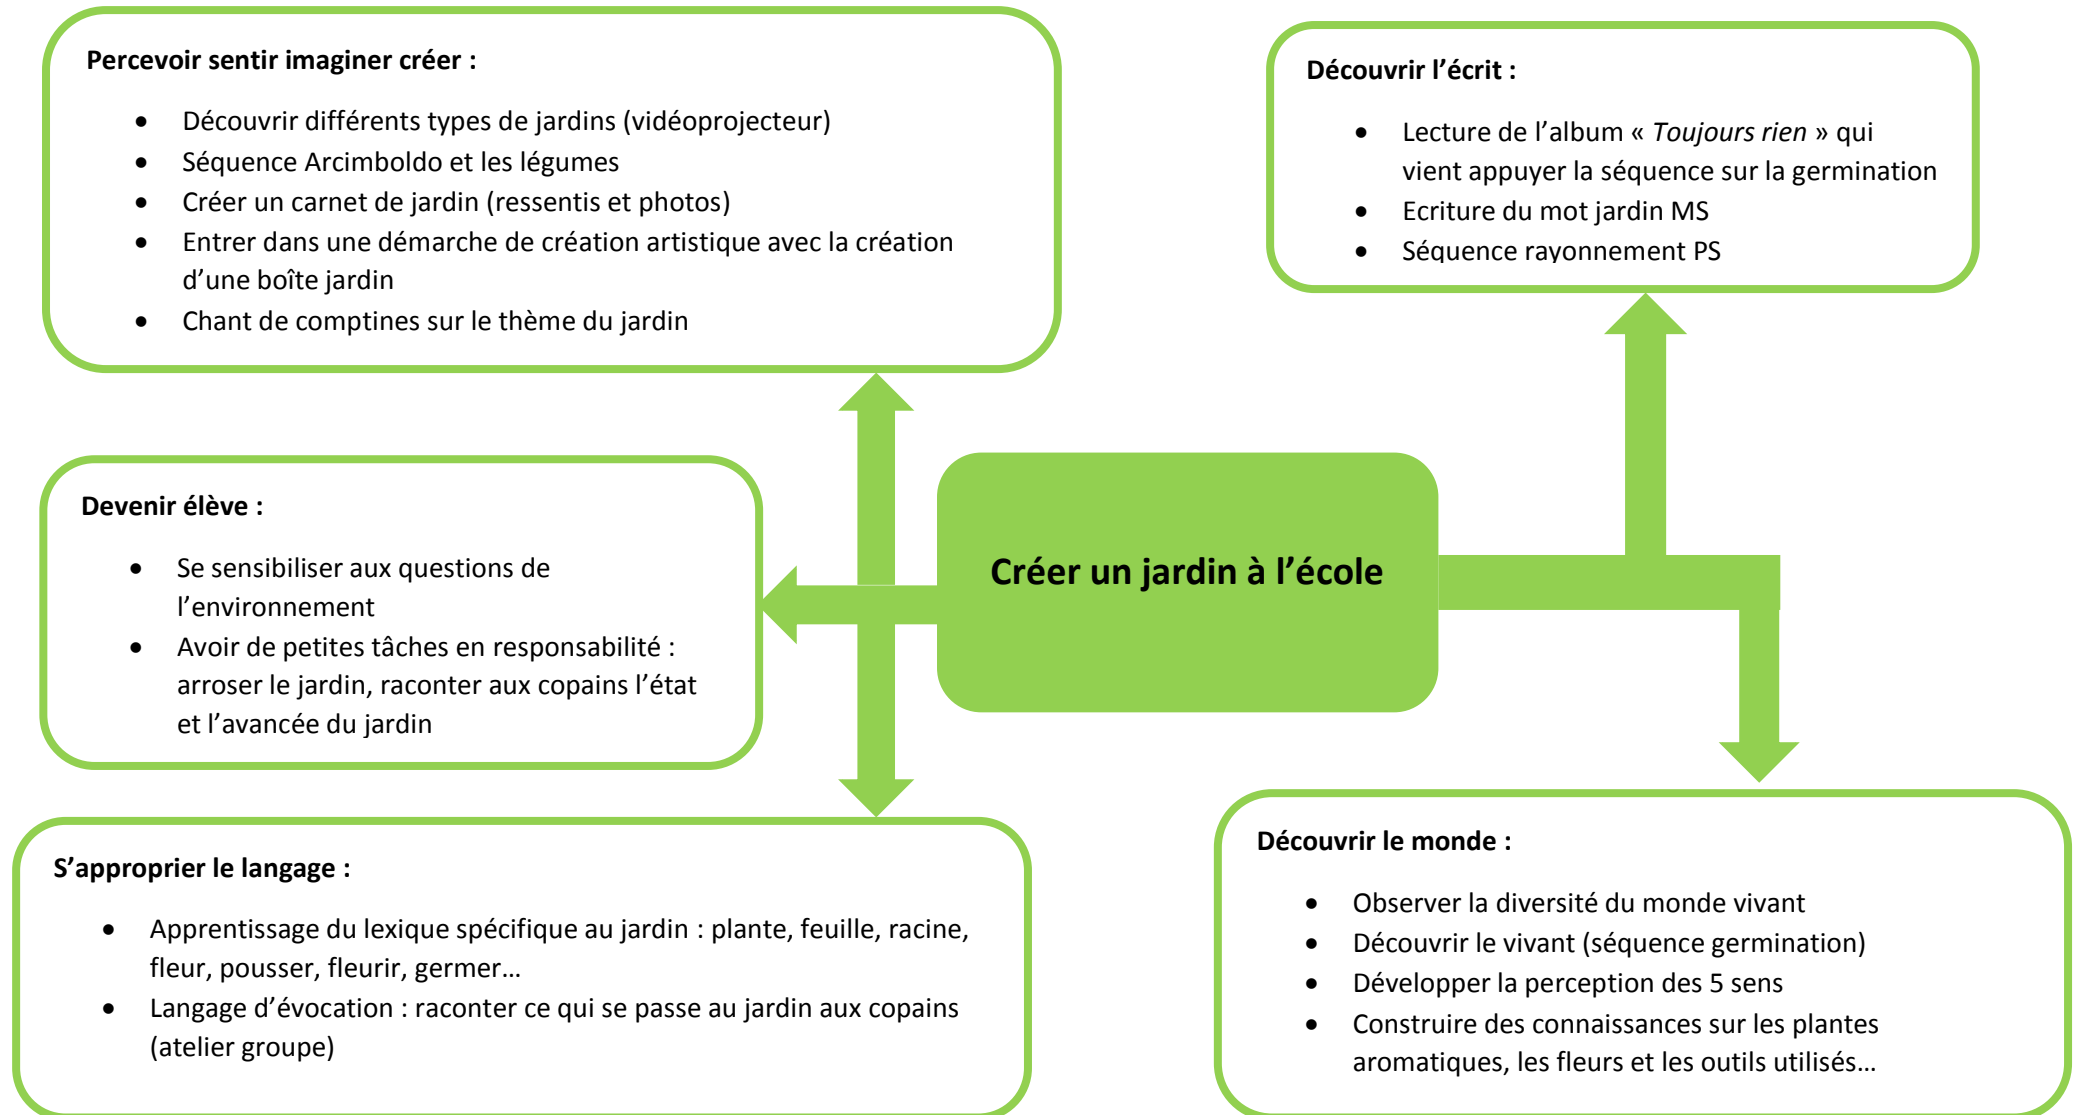 Percevoir sentir imaginer créer :
• Découvrir différents types de jardins (vidéoprojecteur)
• Séquence Arcimboldo et les légumes
• Créer un carnet de jardin (ressentis et photos)
• Entrer dans une démarche de création artistique avec la création
d’une boîte jardin
• Chant de comptines sur le thème du jardin
Découvrir l’écrit :
• Lecture de l’album « Toujours rien » qui
vient appuyer la séquence sur la germination
• Ecriture du mot jardin MS
• Séquence rayonnement PS
Devenir élève :
• Se sensibiliser aux questions de
l’environnement
• Avoir de petites tâches en responsabilité :
arroser le jardin, raconter aux copains l’état
et l’avancée du jardin
Créer un jardin à l’école
S’approprier le langage :
• Apprentissage du lexique spécifique au jardin : plante, feuille, racine,
fleur, pousser, fleurir, germer…
• Langage d’évocation : raconter ce qui se passe au jardin aux copains
(atelier groupe)
Découvrir le monde :
• Observer la diversité du monde vivant
• Découvrir le vivant (séquence germination)
• Développer la perception des 5 sens
• Construire des connaissances sur les plantes
aromatiques, les fleurs et les outils utilisés…